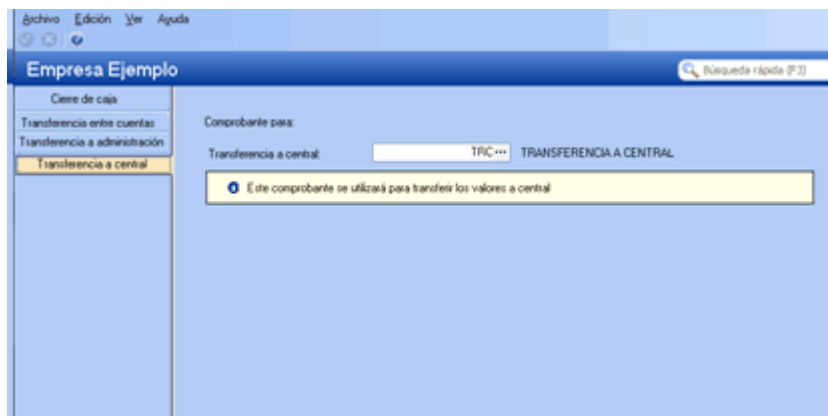 Archivo Edición Ver Ayuda
Empresa Ejemplo
Búsqueda rápida (F3)
Cierre de caja
Transferencia entre cuentas
Transferencia a administración
Transferencia a central
Comprobante para:
Transferencia a central: TRC... TRANSFERENCIA A CENTRAL
Este comprobante se utilizará para transferir los valores a central